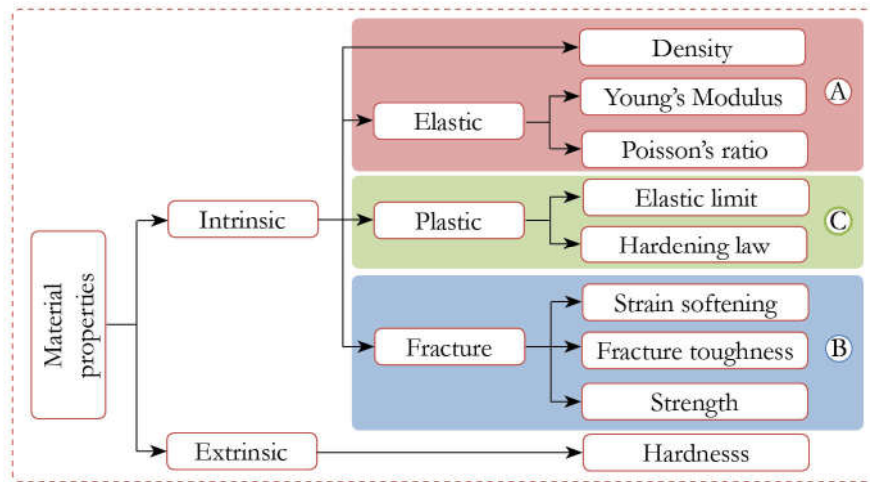 Density
Young's Modulus
A
Elastic
Poisson's ratio
Elastic limit
Intrinsic
Plastic
C
Hardening law
Material
properties
Strain softening
Fracture
Fracture toughness
B
Strength
Extrinsic
Hardnesss